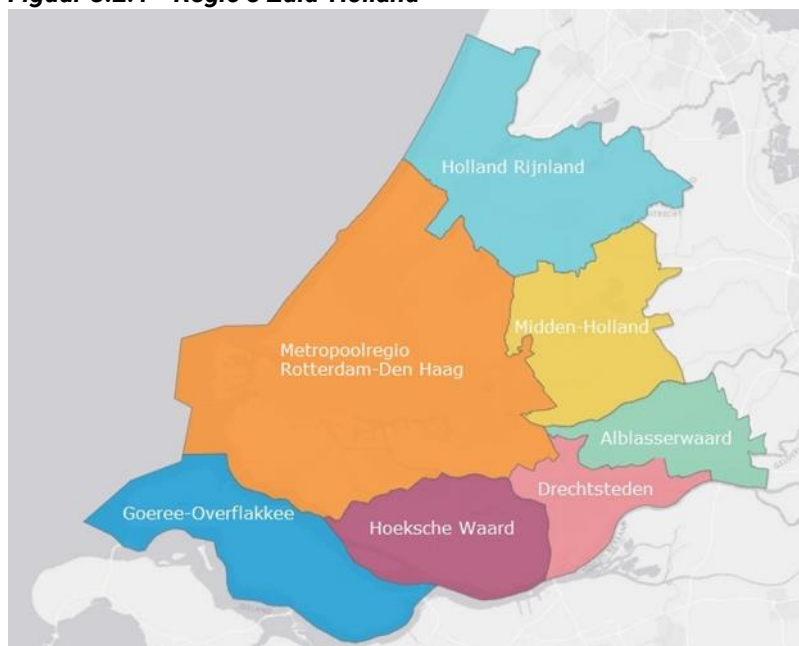 Holland Rijnland
Midden-Holland
Metropoolregio
Rotterdam-Den Haag
Alblasserwaard
Drechtsteden
Goeree-Overflakkee
Hoeksche Waard